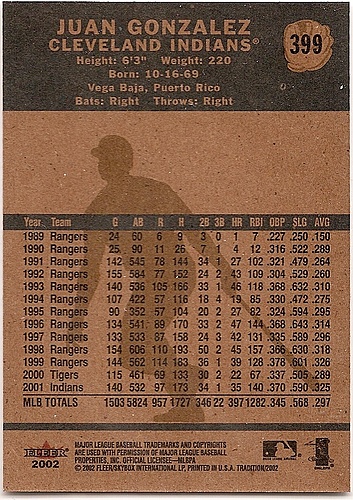 JUAN GONZALEZ
CLEVELAND INDIANS®
399
Height: 6'3" Weight: 220
Born: 10-16-69
Vega Baja, Puerto Rico
Bats: Right Throws: Right
Year Team G AB R H 2B 3B HR RBI OBP SLG AVG
1989 Rangers 24 60 6 9 3 0 1 7 .227 .250 .150
1990 Rangers 25 90 11 26 7 1 4 12 .316 .522 .289
1991 Rangers 142 545 78 144 34 1 27 102 .321 .479 .264
1992 Rangers 155 584 77 152 24 2 43 109 .304 .529 .260
1993 Rangers 140 536 105 166 33 1 46 118 .368 .632 .310
1994 Rangers 107 422 57 116 18 4 19 85 .330 .472 .275
1995 Rangers 90 352 57 104 20 2 27 82 .324 .594 .295
1996 Rangers 134 541 89 170 33 2 47 144 .368 .643 .314
1997 Rangers 133 533 87 158 24 3 42 131 .335 .589 .296
1998 Rangers 154 606 110 193 50 2 45 157 .366 .630 .318
1999 Rangers 144 562 114 183 36 1 39 128 .378 .601 .326
2000 Tigers 115 461 69 133 30 2 22 67 .337 .505 .289
2001 Indians 140 532 97 173 34 1 35 140 .370 .590 .325
MLB TOTALS 1503 5824 957 1727 346 22 397 1282 .345 .568 .297
FLEER
2002
MAJOR LEAGUE BASEBALL TRADEMARKS AND COPYRIGHTS
ARE USED WITH PERMISSION OF MAJOR LEAGUE BASEBALL
PROPERTIES, INC. OFFICIAL LICENSEE—MLBPA
© 2002 FLEER/SKYBOX INTERNATIONAL LP, PRINTED IN U.S.A. TRADITION/2002